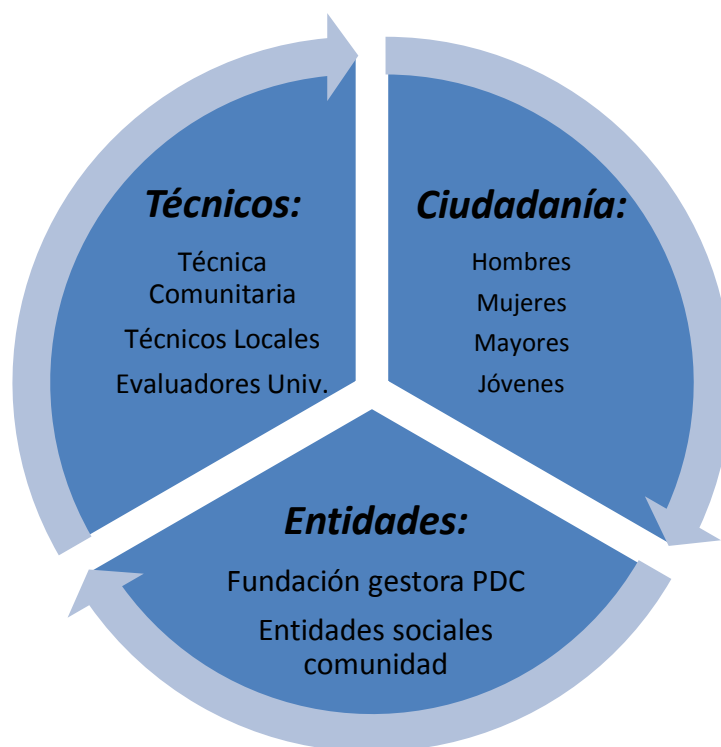 Técnicos:
Técnica
Comunitaria
Técnicos Locales
Evaluadores Univ.
Ciudadanía:
Hombres
Mujeres
Mayores
Jóvenes
Entidades:
Fundación gestora PDC
Entidades sociales
comunidad